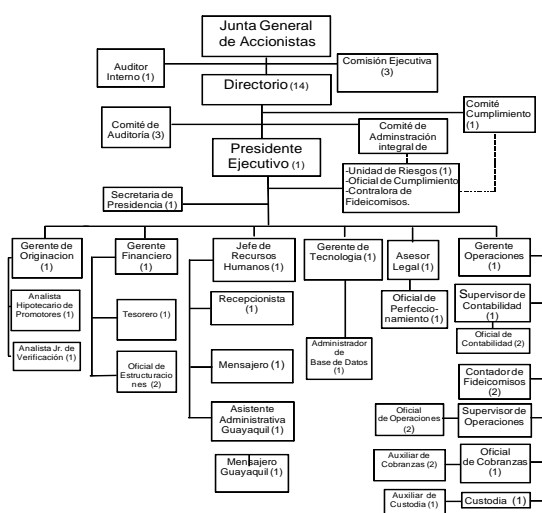 Junta General
de Accionistas
Auditor
Interno (1)
Comisión Ejecutiva
(3)
Directorio (14)
Comité
Cumplimiento
(1)
Comité de
Auditoría (3)
Comité de
Adminstración
integral de
Presidente
Ejecutivo (1)
-Unidad de Riesgos (1)
-Oficial de Cumplimiento
-Contralora de
Fideicomisos.
Secretaria de
Presidencia (1)
Gerente de
Originacion
(1)
Gerente
Financiero
(1)
Jefe de
Recursos
Humanos (1)
Gerente de
Tecnologia (1)
Asesor
Legal (1)
Gerente
Operaciones
(1)
Analista
Hipotecario de
Promotores (1)
Tesorero (1)
Recepcionista
(1)
Oficial de
Perfeccio-
namiento (1)
Supervisor de
Contabilidad
(1)
Oficial de
Contabilidad (2)
Analista Jr. de
Verificación (1)
Oficial de
Estructuracio
nes (2)
Mensajero (1)
Administrador
de
Base de Datos
(1)
Contador de
Fideicomisos
(2)
Asistente
Administrativa
Guayaquil (1)
Oficial
de Operaciones
(2)
Supervisor de
Operaciones
Mensajero
Guayaquil (1)
Auxiliar de
Cobranzas (2)
Oficial
de Cobranzas
(1)
Auxiliar de
Custodia (1)
Custodia (1)